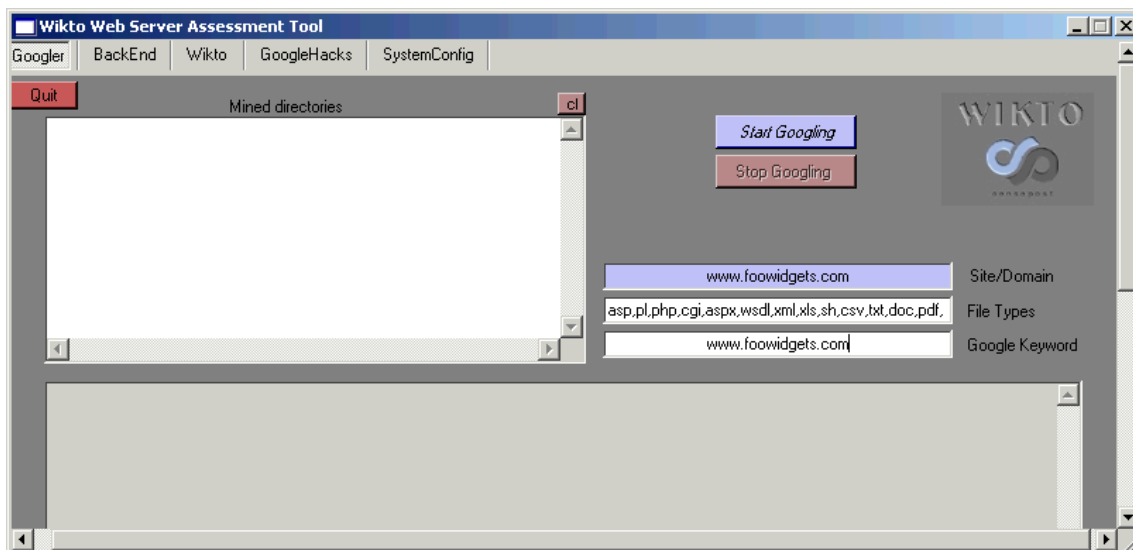 Wikto Web Server Assessment Tool
Googler BackEnd Wikto GoogleHacks SystemConfig
Quit
Mined directories
cl
Start Googling
Stop Googling
WIKTO
sensepost
www.foowidgets.com Site/Domain
asp,pl,php,cgi,aspx,wsdl,xml,xls,sh,csv,txt,doc,pdf, File Types
www.foowidgets.com Google Keyword